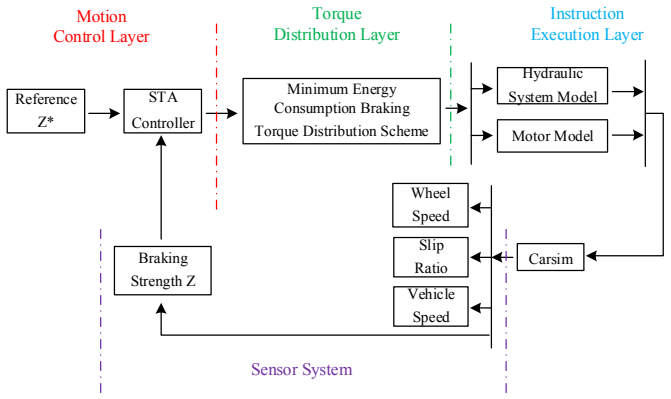 Motion
Control Layer
Torque
Distribution Layer
Instruction
Execution Layer
Reference
Z*
STA
Controller
Minimum Energy
Consumption Braking
Torque Distribution Scheme
Hydraulic
System Model
Motor Model
Wheel
Speed
Slip
Ratio
Vehicle
Speed
Carsim
Braking
Strength Z
Sensor System